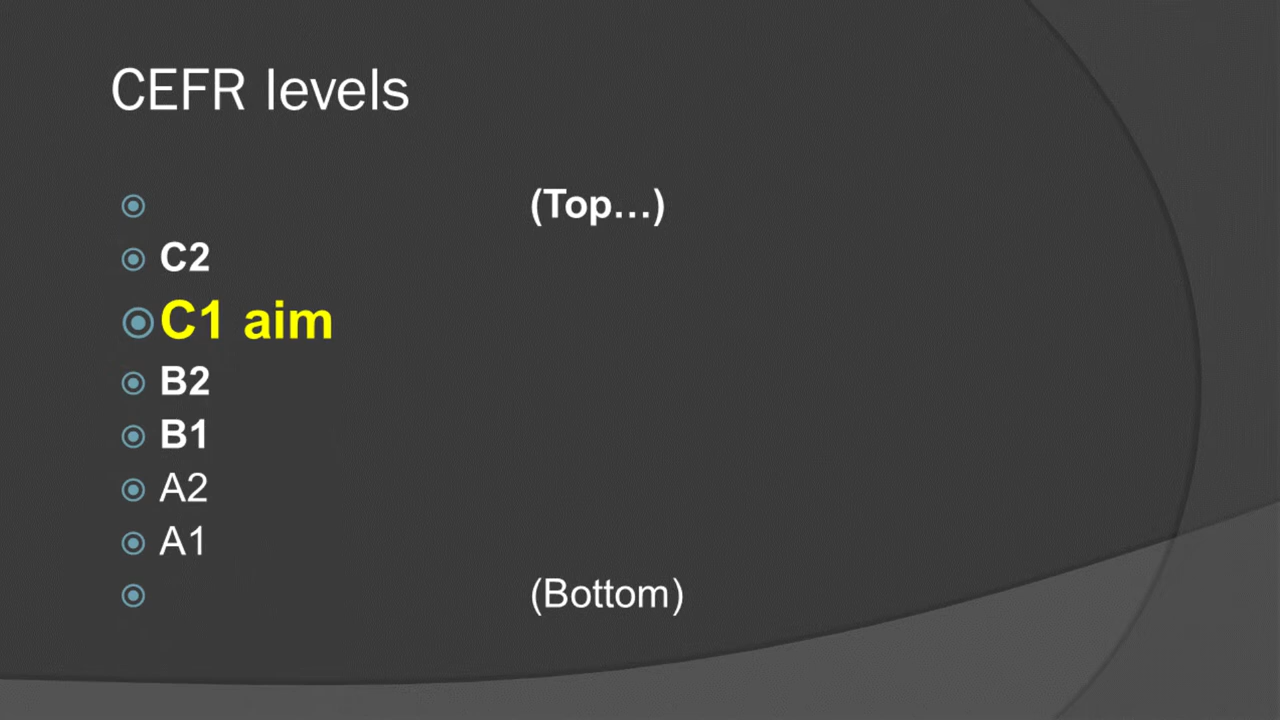 CEFR levels
(Top...)
C2
C1 aim
B2
B1
A2
A1
(Bottom)